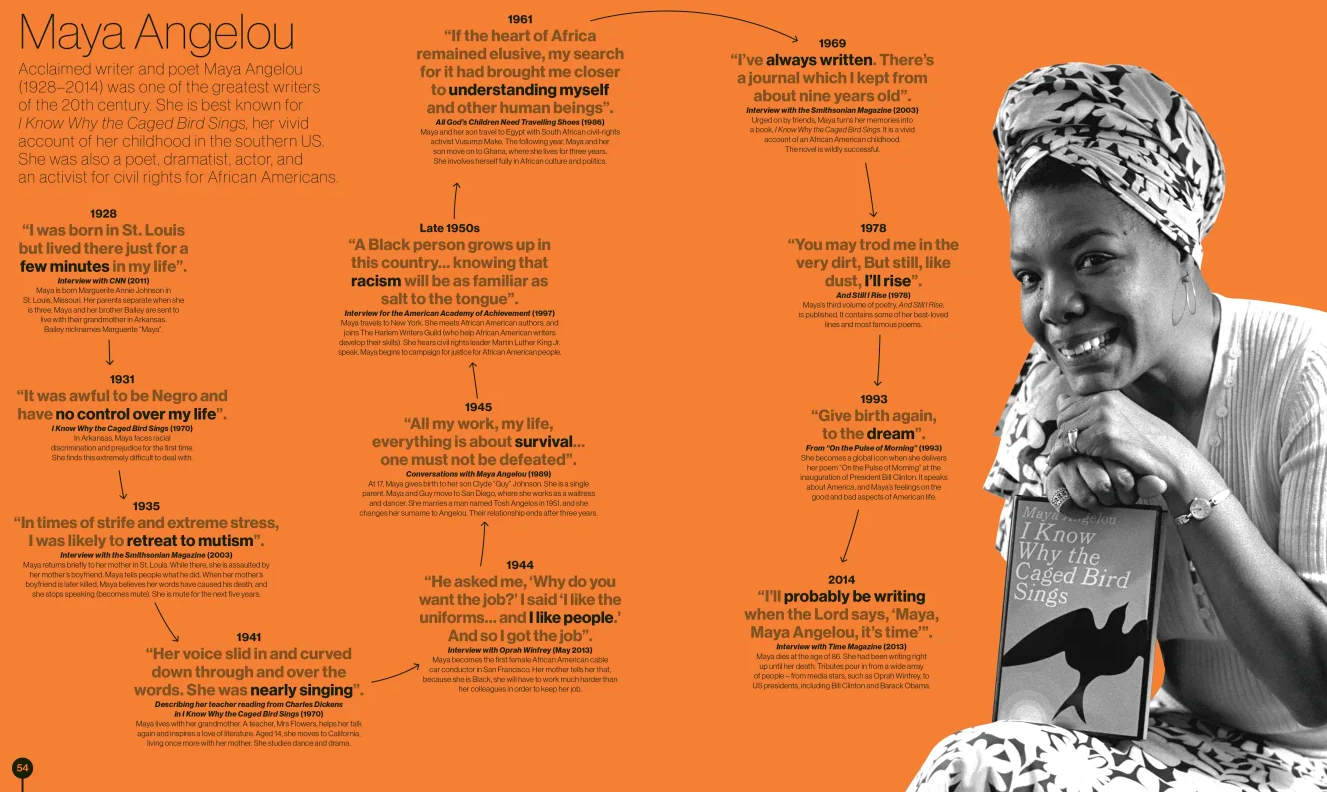 Maya Angelou
Acclaimed writer and poet Maya Angelou
(1928–2014) was one of the greatest writers
of the 20th century. She is best known for
I Know Why the Caged Bird Sings, her vivid
account of her childhood in the southern US.
She was also a poet, dramatist, actor, and
an activist for civil rights for African Americans.
1928
“I was born in St. Louis
but lived there just for a
few minutes in my life”.
Interview with CNN (2011)
Maya is born Marguerite Annie Johnson in
St. Louis, Missouri. Her parents separate when she
is three. Maya and her brother Bailey are sent to
live with their grandmother in Arkansas.
Bailey nicknames Marguerite “Maya”.
1931
“It was awful to be Negro and
have no control over my life”.
I Know Why the Caged Bird Sings (1970)
In Arkansas, Maya faces racial
discrimination and prejudice for the first time.
She finds this extremely difficult to deal with.
1935
“In times of strife and extreme stress,
I was likely to retreat to mutism”.
Interview with the Smithsonian Magazine (2003)
Maya returns briefly to her mother in St. Louis. While there, she is assaulted by
her mother’s boyfriend. Maya tells people what he did. When her mother’s
boyfriend is later killed, Maya believes her words have caused his death, and
she stops speaking (becomes mute). She is mute for the next five years.
1941
“Her voice slid in and curved
down through and over the
words. She was nearly singing”.
Describing her teacher reading from Charles Dickens
in I Know Why the Caged Bird Sings (1970)
Maya lives with her grandmother. A teacher, Mrs Flowers, helps her talk
again and inspires a love of literature. Aged 14, she moves to California,
living once more with her mother. She studies dance and drama.
1944
“He asked me, ‘Why do you
want the job?’ I said ‘I like the
uniforms... and I like people.’
And so I got the job”.
Interview with Oprah Winfrey (May 2013)
Maya becomes the first female African American cable
car conductor in San Francisco. Her mother tells her that,
because she is Black, she will have to work much harder than
her colleagues in order to keep her job.
1945
“All my work, my life,
everything is about survival...
one must not be defeated”.
Conversations with Maya Angelou (1989)
At 17, Maya gives birth to her son Clyde “Guy” Johnson. She is a single
parent. Maya and Guy move to San Diego, where she works as a waitress
and dancer. She marries a man named Tosh Angelos in 1951, and she
changes her surname to Angelou. Their relationship ends after three years.
Late 1950s
“A Black person grows up in
this country... knowing that
racism will be as familiar as
salt to the tongue”.
Interview for the American Academy of Achievement (1997)
Maya travels to New York. She meets African American authors, and
joins The Harlem Writers Guild (who help African American writers
develop their skills). She hears civil rights leader Martin Luther King Jr.
speak. Maya begins to campaign for justice for African American people.
1961
“If the heart of Africa
remained elusive, my search
for it had brought me closer
to understanding myself
and other human beings”.
All God’s Children Need Travelling Shoes (1986)
Maya and her son travel to Egypt with South African civil-rights
activist Vusumzi Make. The following year, Maya and her
son move on to Ghana, where she lives for three years.
She involves herself fully in African culture and politics.
1969
“I’ve always written. There’s
a journal which I kept from
about nine years old”.
Interview with the Smithsonian Magazine (2003)
Urged on by friends, Maya turns her memories into
a book, I Know Why the Caged Bird Sings. It is a vivid
account of an African American childhood.
The novel is wildly successful.
1978
“You may trod me in the
very dirt, But still, like
dust, I’ll rise”.
And Still I Rise (1978)
Maya’s third volume of poetry, And Still I Rise,
is published. It contains some of her best-loved
lines and most famous poems.
1993
“Give birth again,
to the dream”.
From “On the Pulse of Morning” (1993)
She becomes a global icon when she delivers
her poem “On the Pulse of Morning” at the
inauguration of President Bill Clinton. It speaks
about America, and Maya’s feelings on the
good and bad aspects of American life.
2014
“I’ll probably be writing
when the Lord says, ‘Maya,
Maya Angelou, it’s time’”.
Interview with Time Magazine (2013)
Maya dies at the age of 86. She had been writing right
up until her death. Tributes pour in from a wide array
of people – from media stars, such as Oprah Winfrey, to
US presidents, including Bill Clinton and Barack Obama.
Maya Angelou
I Know
Why the
Caged Bird
Sings
54